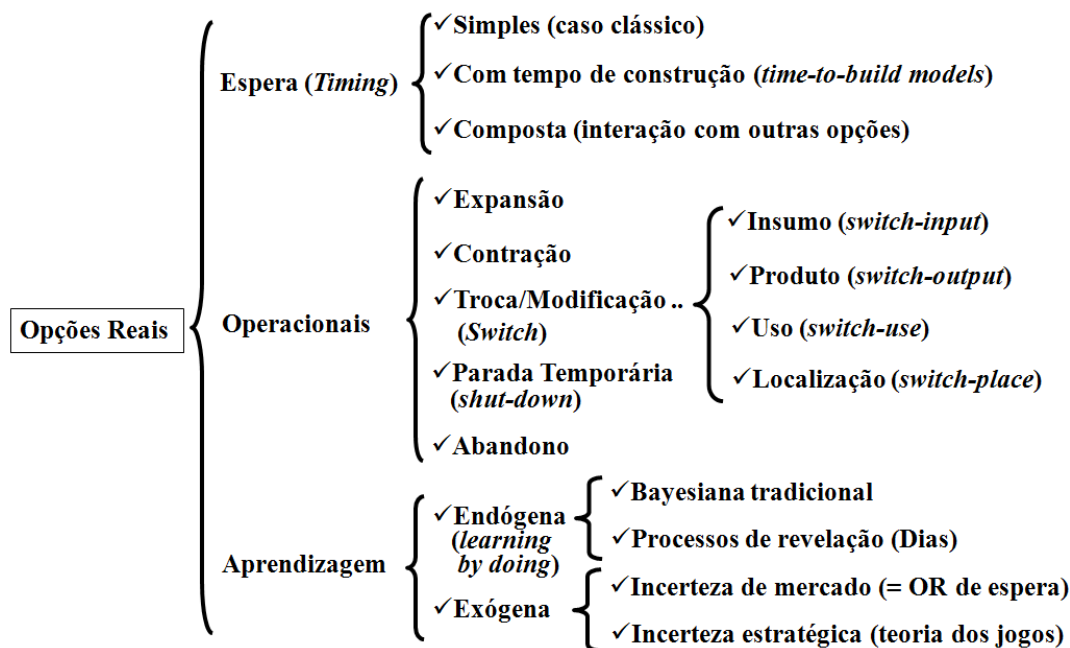 Opções Reais
Espera (Timing)
✓Simples (caso clássico)
✓Com tempo de construção (time-to-build models)
✓Composta (interação com outras opções)
Operacionais
✓Expansão
✓Contração
✓Troca/Modificação ..
(Switch)
✓Insumo (switch-input)
✓Produto (switch-output)
✓Uso (switch-use)
✓Localização (switch-place)
✓Parada Temporária
(shut-down)
✓Abandono
Aprendizagem
✓Endógena
(learning
by doing)
✓Bayesiana tradicional
✓Processos de revelação (Dias)
✓Exógena
✓Incerteza de mercado (= OR de espera)
✓Incerteza estratégica (teoria dos jogos)